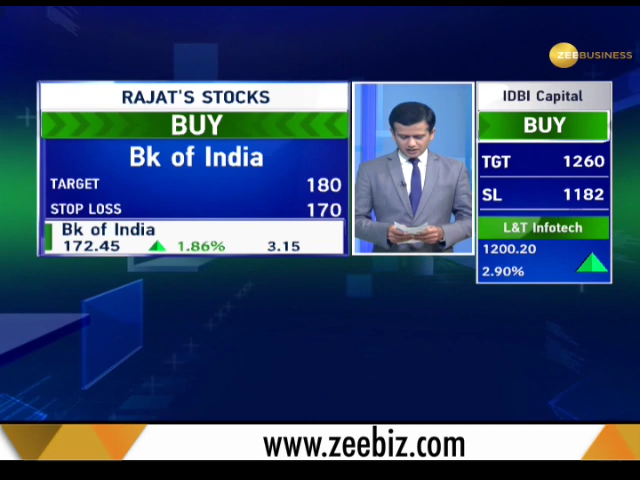 ZEEBUSINESS
RAJAT'S STOCKS
BUY
Bk of India
TARGET 180
STOP LOSS 170
Bk of India
172.45 1.86% 3.15
IDBI Capital
BUY
TGT 1260
SL 1182
L&T Infotech
1200.20
2.90%
www.zeebiz.com